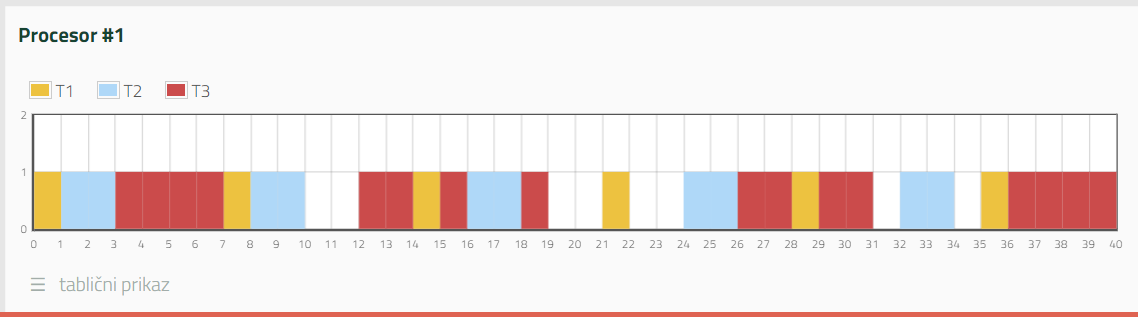 Procesor #1
T1 T2 T3
2
1
0
0 1 2 3 4 5 6 7 8 9 10 11 12 13 14 15 16 17 18 19 20 21 22 23 24 25 26 27 28 29 30 31 32 33 34 35 36 37 38 39 40
☰ tablični prikaz